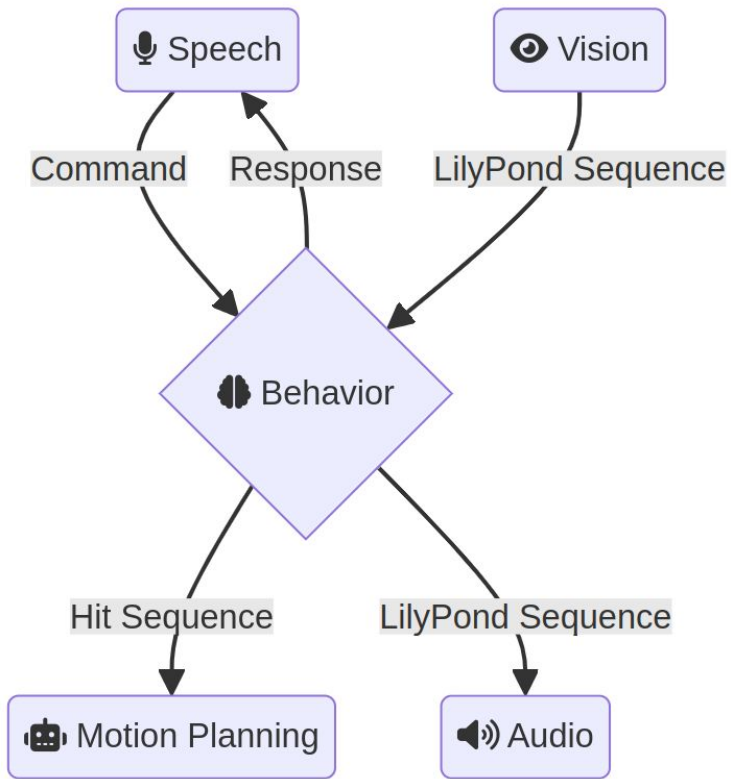 Speech
Vision
Command
Response
LilyPond Sequence
Behavior
Hit Sequence
LilyPond Sequence
Motion Planning
Audio